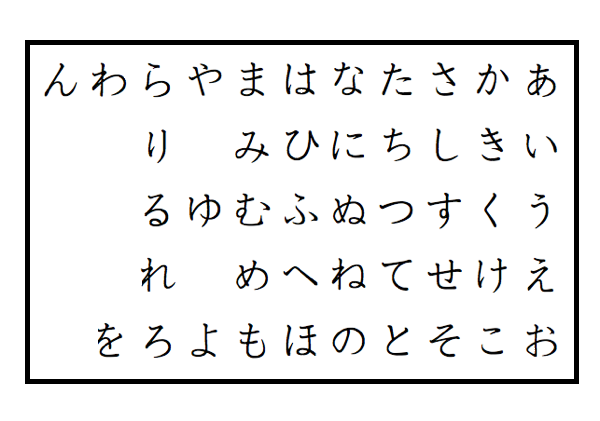 あいうえお
かきくけこ
さしすせそ
たちつてと
なにぬねの
はひふへほ
まみむめも
やゆよ
らりるれろ
わを
ん